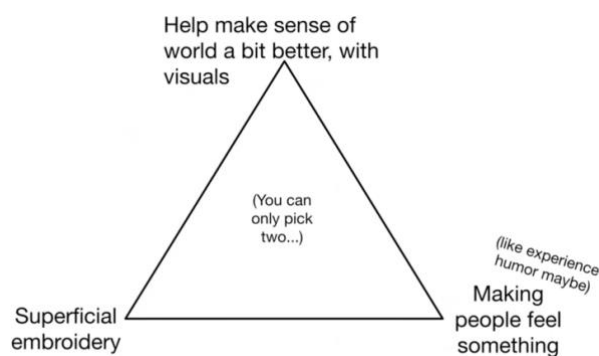 Help make sense of
world a bit better, with
visuals
(You can
only pick
two...)
(like experience
humor maybe)
Superficial
embroidery
Making
people feel
something